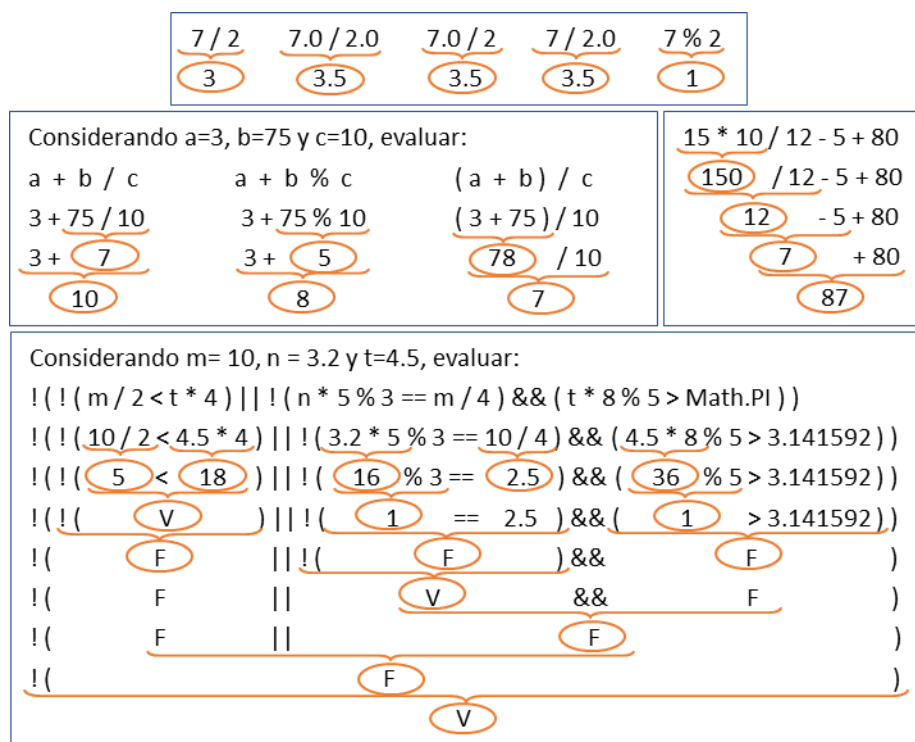 7 / 2 7.0 / 2.0 7.0 / 2 7 / 2.0 7 % 2
3 3.5 3.5 3.5 1
Considerando a=3, b=75 y c=10, evaluar:
a + b / c a + b % c ( a + b ) / c
3 + 75 / 10 3 + 75 % 10 ( 3 + 75 ) / 10
3 + 7 3 + 5 78 / 10
10 8 7
15 * 10 / 12 - 5 + 80
150 / 12 - 5 + 80
12 - 5 + 80
7 + 80
87
Considerando m= 10, n = 3.2 y t=4.5, evaluar:
! ( ! ( m / 2 < t * 4 ) || ! ( n * 5 % 3 == m / 4 ) && ( t * 8 % 5 > Math.PI ) )
! ( ! ( 10 / 2 < 4.5 * 4 ) || ! ( 3.2 * 5 % 3 == 10 / 4 ) && ( 4.5 * 8 % 5 > 3.141592 ) )
! ( ! ( 5 < 18 ) || ! ( 16 % 3 == 2.5 ) && ( 36 % 5 > 3.141592 ) )
! ( ! ( V ) || ! ( 1 == 2.5 ) && ( 1 > 3.141592 ) )
! ( F || ! ( F ) && F )
! ( F || V && F )
! ( F || F )
! ( F )
V